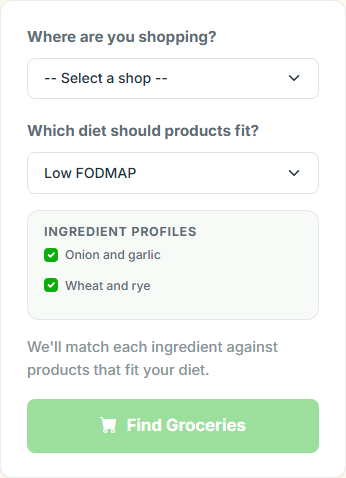 Where are you shopping?
-- Select a shop --
Which diet should products fit?
Low FODMAP
INGREDIENT PROFILES
Onion and garlic
Wheat and rye
We'll match each ingredient against
products that fit your diet.
Find Groceries